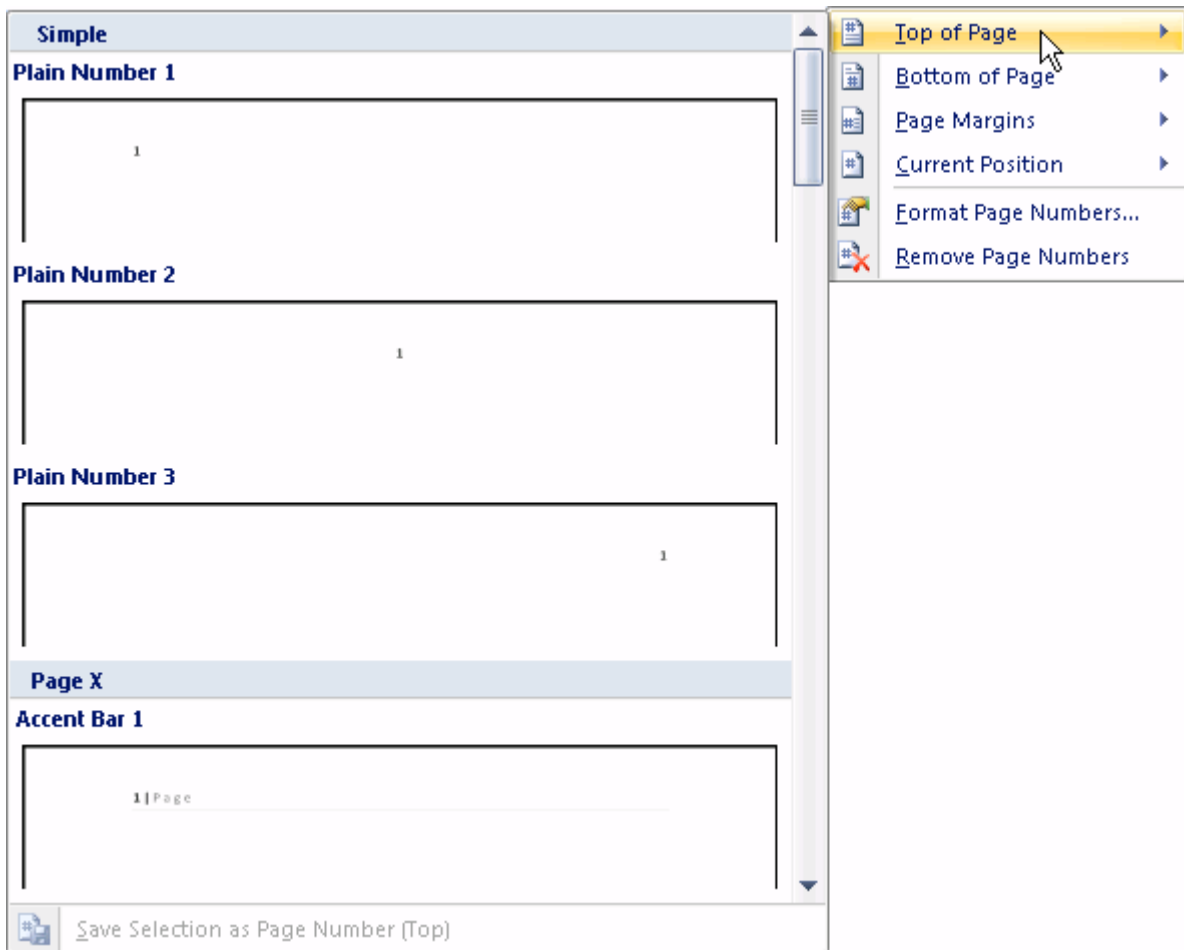 Simple
Plain Number 1
1
Plain Number 2
1
Plain Number 3
1
Page X
Accent Bar 1
1|Page
Save Selection as Page Number (Top)
Top of Page
Bottom of Page
Page Margins
Current Position
Format Page Numbers...
Remove Page Numbers